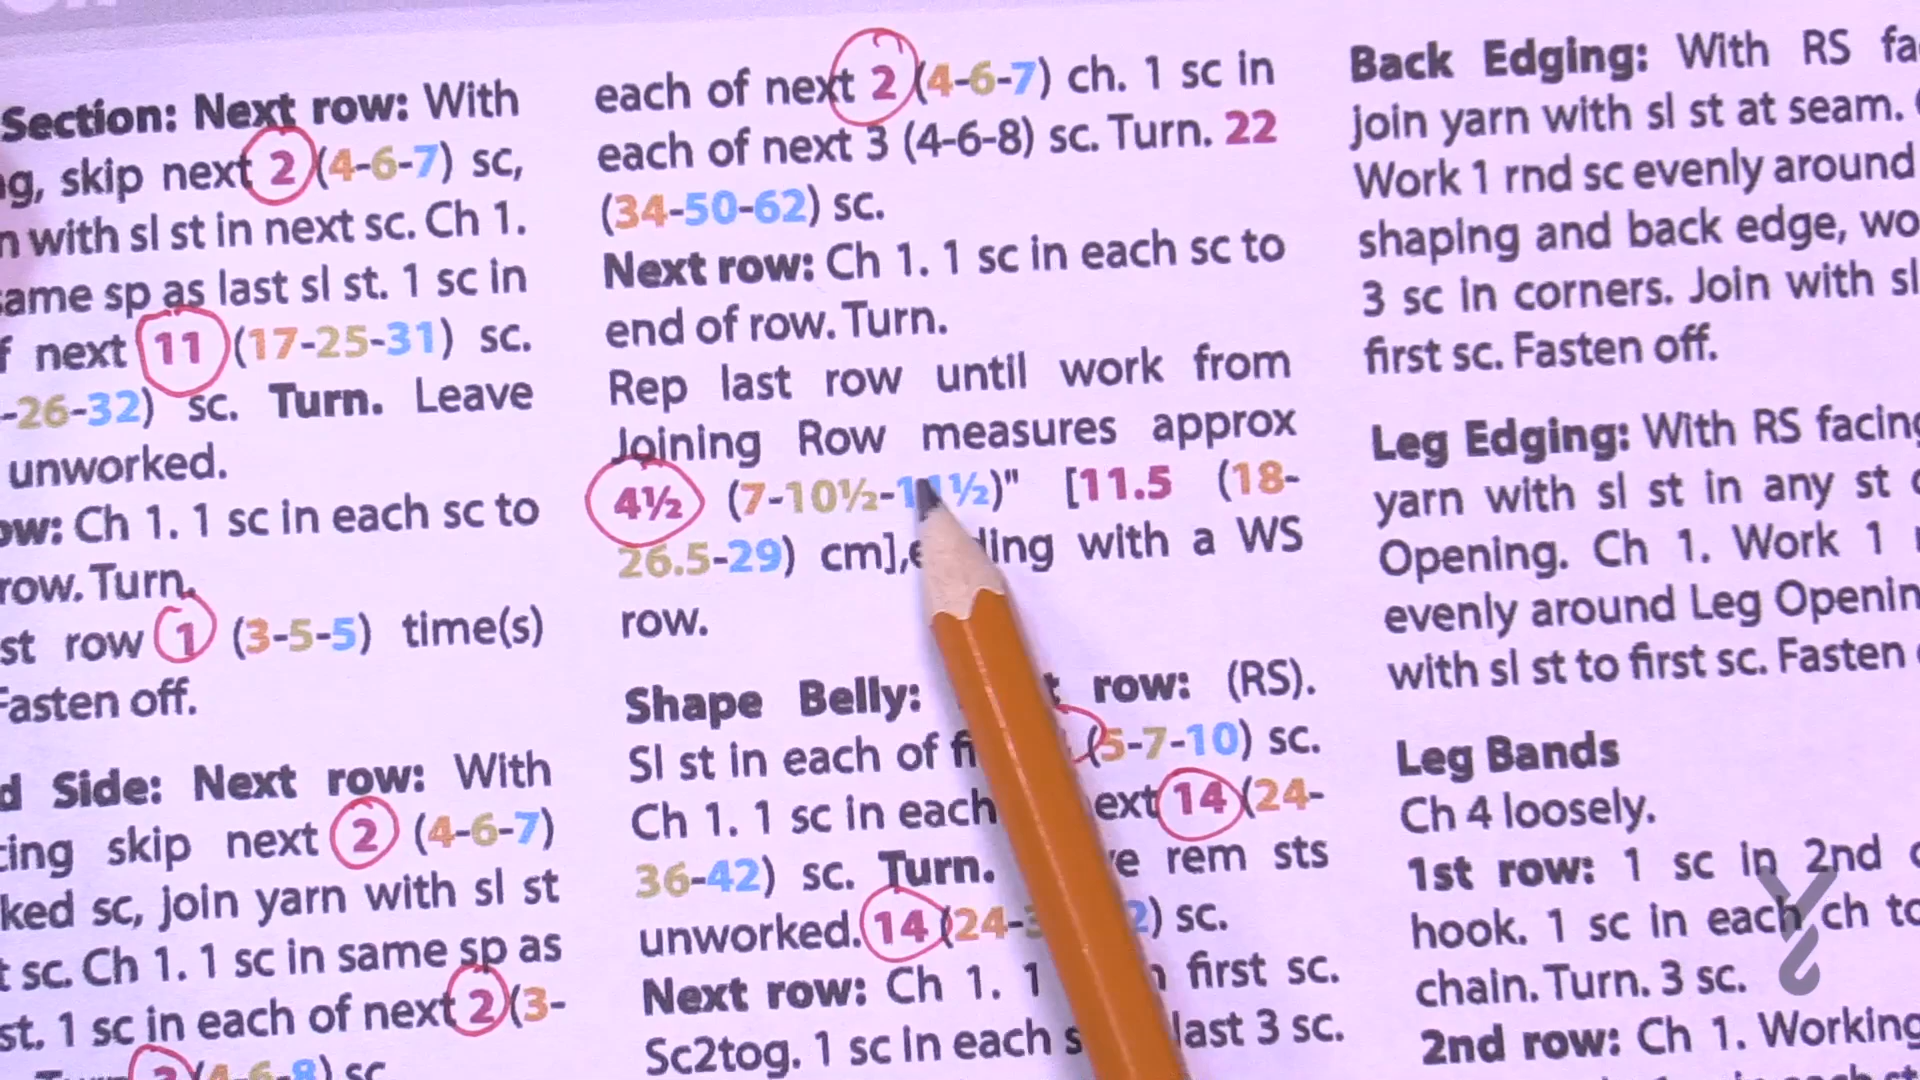 Section: Next row: With
skip next 2 (4-6-7) sc,
with sl st in next sc. Ch 1.
same sp as last sl st. 1 sc in
next 11 (17-25-31) sc.
-26-32) sc. Turn. Leave
unworked.
Ch 1. 1 sc in each sc to
row. Turn.
row 1 (3-5-5) time(s)
Fasten off.
Side: Next row: With
skip next 2 (4-6-7)
sc, join yarn with sl st
sc. Ch 1. 1 sc in same sp as
st. 1 sc in each of next 2 (3-
(4-6-8) sc
each of next 2 (4-6-7) ch. 1 sc in
each of next 3 (4-6-8) sc. Turn. 22
(34-50-62) sc.
Next row: Ch 1. 1 sc in each sc to
end of row. Turn.
Rep last row until work from
Joining Row measures approx
4½ (7-10½-11½)" [11.5 (18-
26.5-29) cm], ending with a WS
row.
Shape Belly: row: (RS).
Sl st in each of (5-7-10) sc.
Ch 1. 1 sc in each next 14 (24-
36-42) sc. Turn. rem sts
unworked. 14 (24- ) sc.
Next row: Ch 1. 1 first sc.
Sc2tog. 1 sc in each last 3 sc.
Back Edging: With RS
join yarn with sl st at seam.
Work 1 rnd sc evenly around
shaping and back edge,
3 sc in corners. Join with sl
first sc. Fasten off.
Leg Edging: With RS facing
yarn with sl st in any st
Opening. Ch 1. Work 1
evenly around Leg
with sl st to first sc. Fasten
Leg Bands
Ch 4 loosely.
1st row: 1 sc in 2nd
hook. 1 sc in each ch
chain. Turn. 3 sc.
2nd row: Ch 1. Working